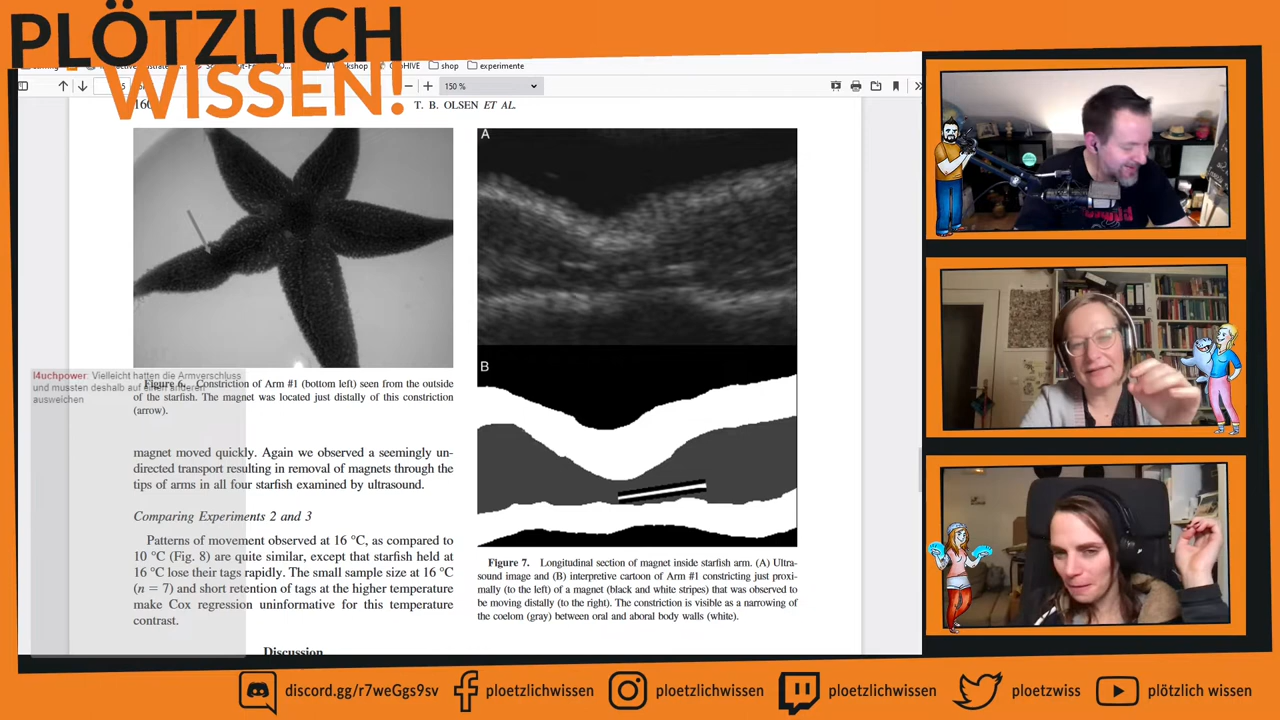 PLÖTZLICH
WISSEN!
shop
experimente
150 %
160
T. B. OLSEN ET AL.
A
B
l4uchpower: Vielleicht hatten die Armverschluss
und mussten deshalb auf einen anderen
ausweichen
Figure 6. Constriction of Arm #1 (bottom left) seen from the outside
of the starfish. The magnet was located just distally of this constriction
(arrow).
magnet moved quickly. Again we observed a seemingly un-
directed transport resulting in removal of magnets through the
tips of arms in all four starfish examined by ultrasound.
Comparing Experiments 2 and 3
Patterns of movement observed at 16 °C, as compared to
10 °C (Fig. 8) are quite similar, except that starfish held at
16 °C lose their tags rapidly. The small sample size at 16 °C
(n = 7) and short retention of tags at the higher temperature
make Cox regression uninformative for this temperature
contrast.
Discussion
Figure 7. Longitudinal section of magnet inside starfish arm. (A) Ultra-
sound image and (B) interpretive cartoon of Arm #1 constricting just proxi-
mally (to the left) of a magnet (black and white stripes) that was observed to
be moving distally (to the right). The constriction is visible as a narrowing of
the coelom (gray) between oral and aboral body walls (white).
discord.gg/r7weGgs9sv
ploetzlichwissen
ploetzlichwissen
ploetzlichwissen
ploetzwiss
plötzlich wissen